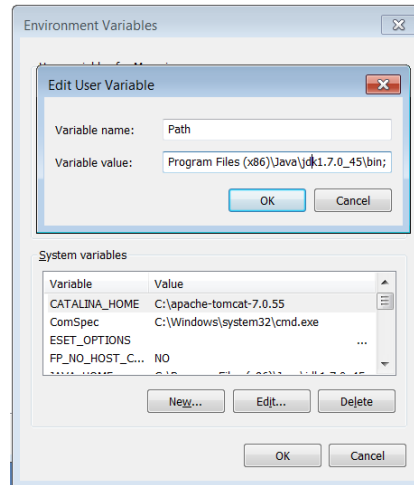 Environment Variables
Edit User Variable
Variable name: Path
Variable value: Program Files (x86)\Java\jdk1.7.0_45\bin;
OK Cancel
System variables
Variable Value
CATALINA_HOME C:\apache-tomcat-7.0.55
ComSpec C:\Windows\system32\cmd.exe
ESET_OPTIONS ...
FP_NO_HOST_C... NO
New... Edit... Delete
OK Cancel